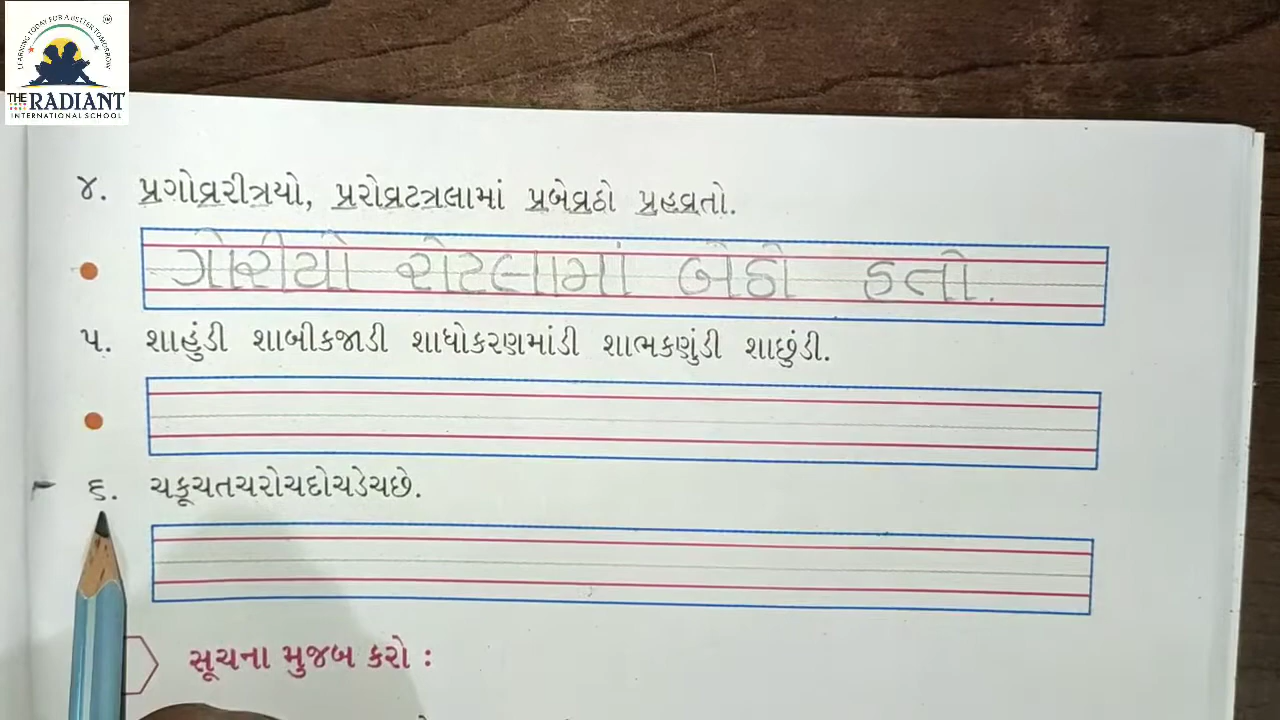 LEARNING TODAY FOR A BETTER TOMORROW
THE RADIANT
INTERNATIONAL SCHOOL
૪. પ્રગોવ્રરીત્રયો, પ્રરોવ્રટત્રલામાં પ્રબેવ્રઠો પ્રહવ્રતો.
ગોરીયો રોટલામાં બેઠો હતો.
૫. શાહુંડી શાબીકજાડી શાધોકરણમાંડી શાભકણુંડી શાછુંડી.
૬. ચકૂચતચરોચદોચડેચછે.
સૂચના મુજબ કરો :